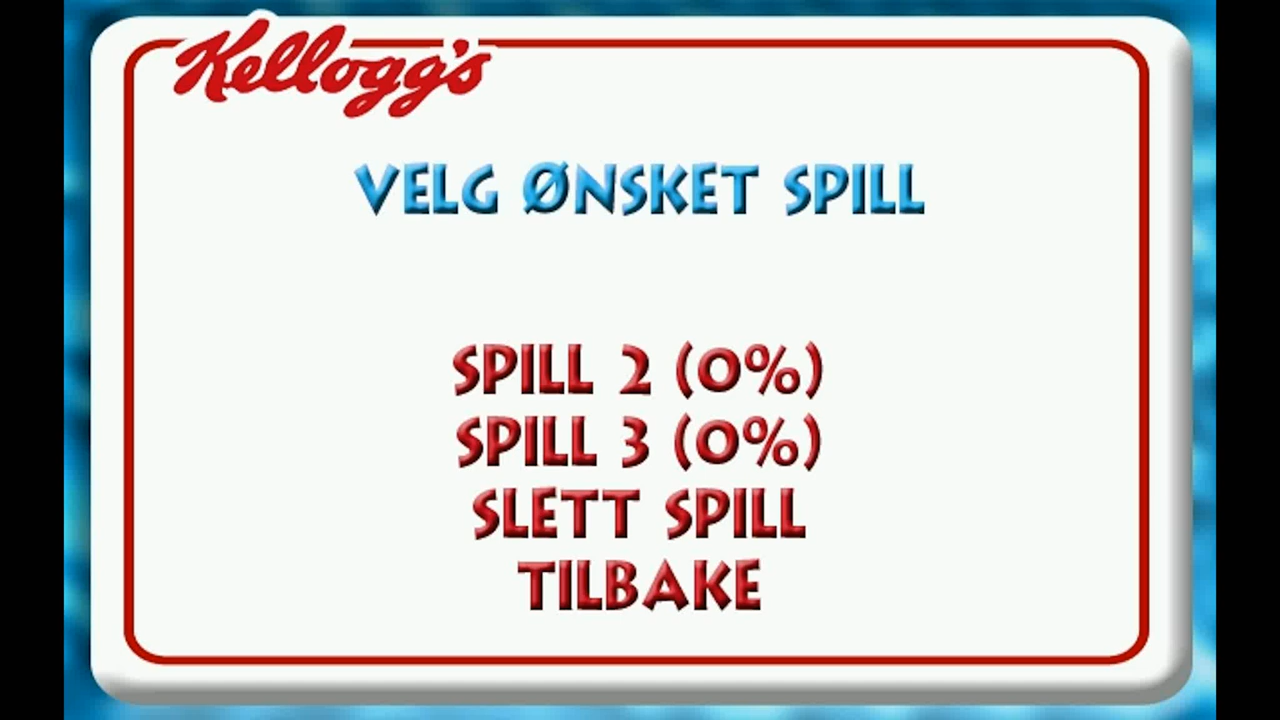 Kellogg's
VELG ØNSKET SPILL
SPILL 2 (0%)
SPILL 3 (0%)
SLETT SPILL
TILBAKE